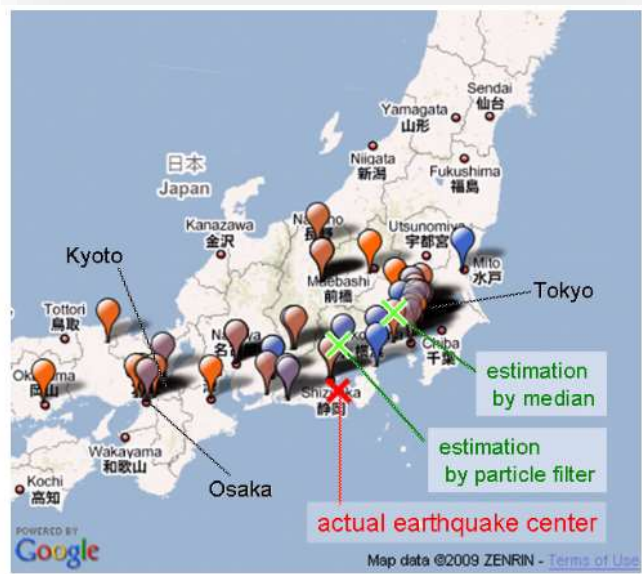 Sendai
仙台
Yamagata
山形
Niigata
新潟
Fukushima
福島
日本
Japan
Kanazawa
金沢
Utsunomiya
宇都宮
Mito
水戸
Maebashi
前橋
Kyoto
Tokyo
Tottori
鳥取
Chiba
千葉
estimation
by median
岡山
Shizuoka
静岡
Wakayama
和歌山
estimation
by particle filter
Osaka
Kochi
高知
actual earthquake center
POWERED BY
Google
Map data ©2009 ZENRIN - Terms of Use